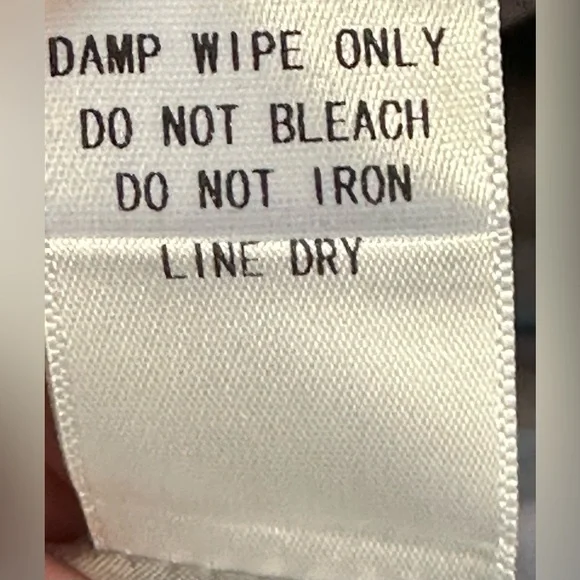 DAMP WIPE ONLY
DO NOT BLEACH
DO NOT IRON
LINE DRY